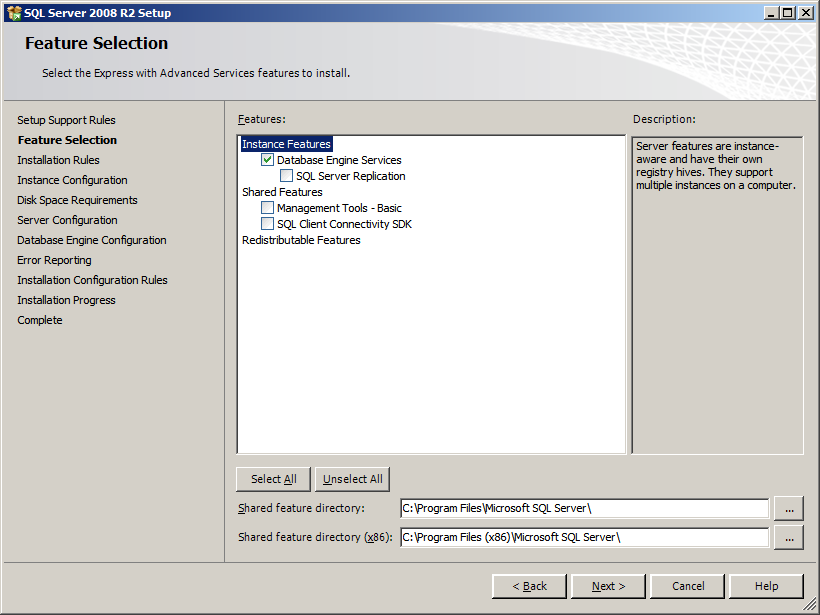 SQL Server 2008 R2 Setup
Feature Selection
Select the Express with Advanced Services features to install.
Setup Support Rules
Feature Selection
Installation Rules
Instance Configuration
Disk Space Requirements
Server Configuration
Database Engine Configuration
Error Reporting
Installation Configuration Rules
Installation Progress
Complete
Features:
Instance Features
Database Engine Services
SQL Server Replication
Shared Features
Management Tools - Basic
SQL Client Connectivity SDK
Redistributable Features
Description:
Server features are instance-
aware and have their own
registry hives. They support
multiple instances on a computer.
Select All
Unselect All
Shared feature directory:
C:\Program Files\Microsoft SQL Server\
...
Shared feature directory (x86):
C:\Program Files (x86)\Microsoft SQL Server\
...
< Back
Next >
Cancel
Help